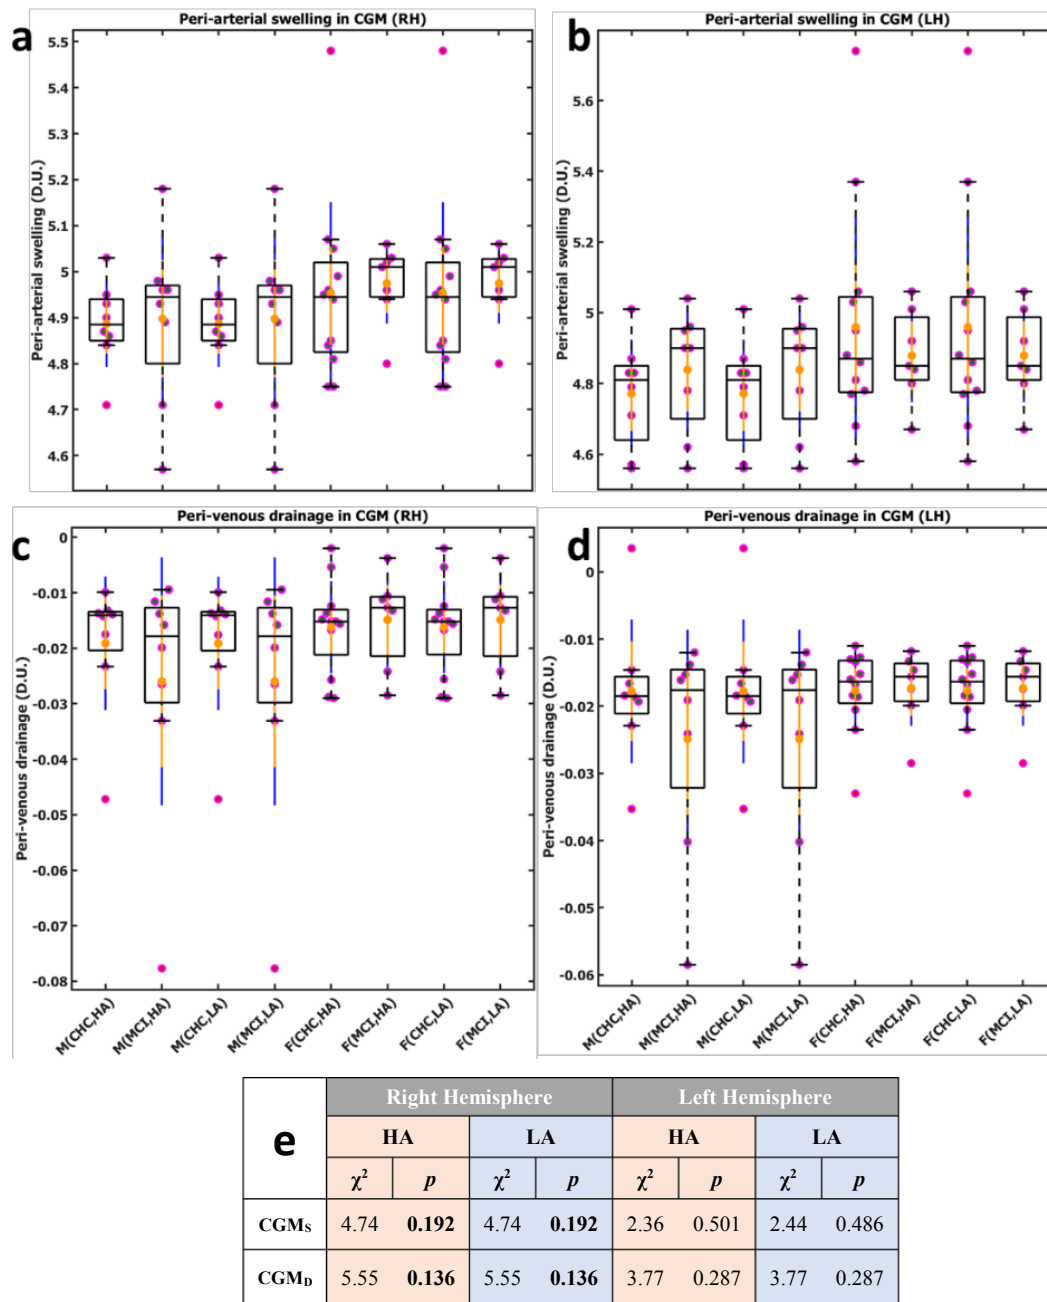 a
Peri-arterial swelling in CGM (RH)
Peri-arterial swelling (D.U.)
5.5
5.4
5.3
5.2
5.1
5
4.9
4.8
4.7
4.6
b
Peri-arterial swelling in CGM (LH)
Peri-arterial swelling (D.U.)
5.6
5.4
5.2
5
4.8
4.6
c
Peri-venous drainage in CGM (RH)
Peri-venous drainage (D.U.)
0
-0.01
-0.02
-0.03
-0.04
-0.05
-0.06
-0.07
-0.08
M(CHC,HA)
M(MCI,HA)
M(CHC,LA)
M(MCI,LA)
F(CHC,HA)
F(MCI,HA)
F(CHC,LA)
F(MCI,LA)
d
Peri-venous drainage in CGM (LH)
Peri-venous drainage (D.U.)
0
-0.01
-0.02
-0.03
-0.04
-0.05
-0.06
M(CHC,HA)
M(MCI,HA)
M(CHC,LA)
M(MCI,LA)
F(CHC,HA)
F(MCI,HA)
F(CHC,LA)
F(MCI,LA)
e
Right Hemisphere Left Hemisphere
HA LA HA LA
χ² p χ² p χ² p χ² p
CGMS 4.74 0.192 4.74 0.192 2.36 0.501 2.44 0.486
CGMD 5.55 0.136 5.55 0.136 3.77 0.287 3.77 0.287